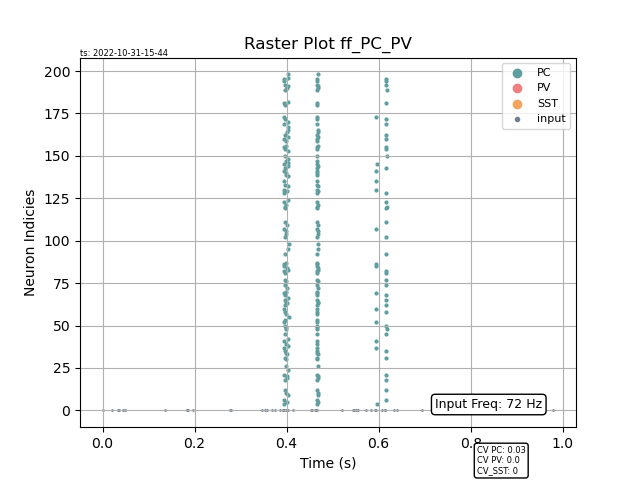 ts: 2022-10-31-15-44
Raster Plot ff_PC_PV
PC
PV
SST
input
Neuron Indicies
200
175
150
125
100
75
50
25
0
Input Freq: 72 Hz
0.0 0.2 0.4 0.6 0.8 1.0
Time (s)
CV PC: 0.03
CV PV: 0.0
CV_SST: 0